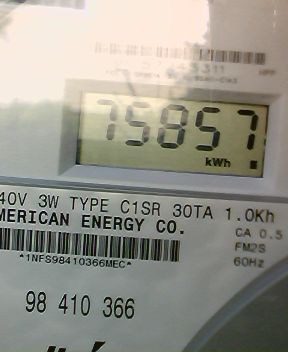 75857
kWh
40V 3W TYPE C1SR 30TA 1.0Kh
MERICAN ENERGY CO.
CA 0.5
FM2S
60Hz
*1NFS98410366MEC*
98 410 366